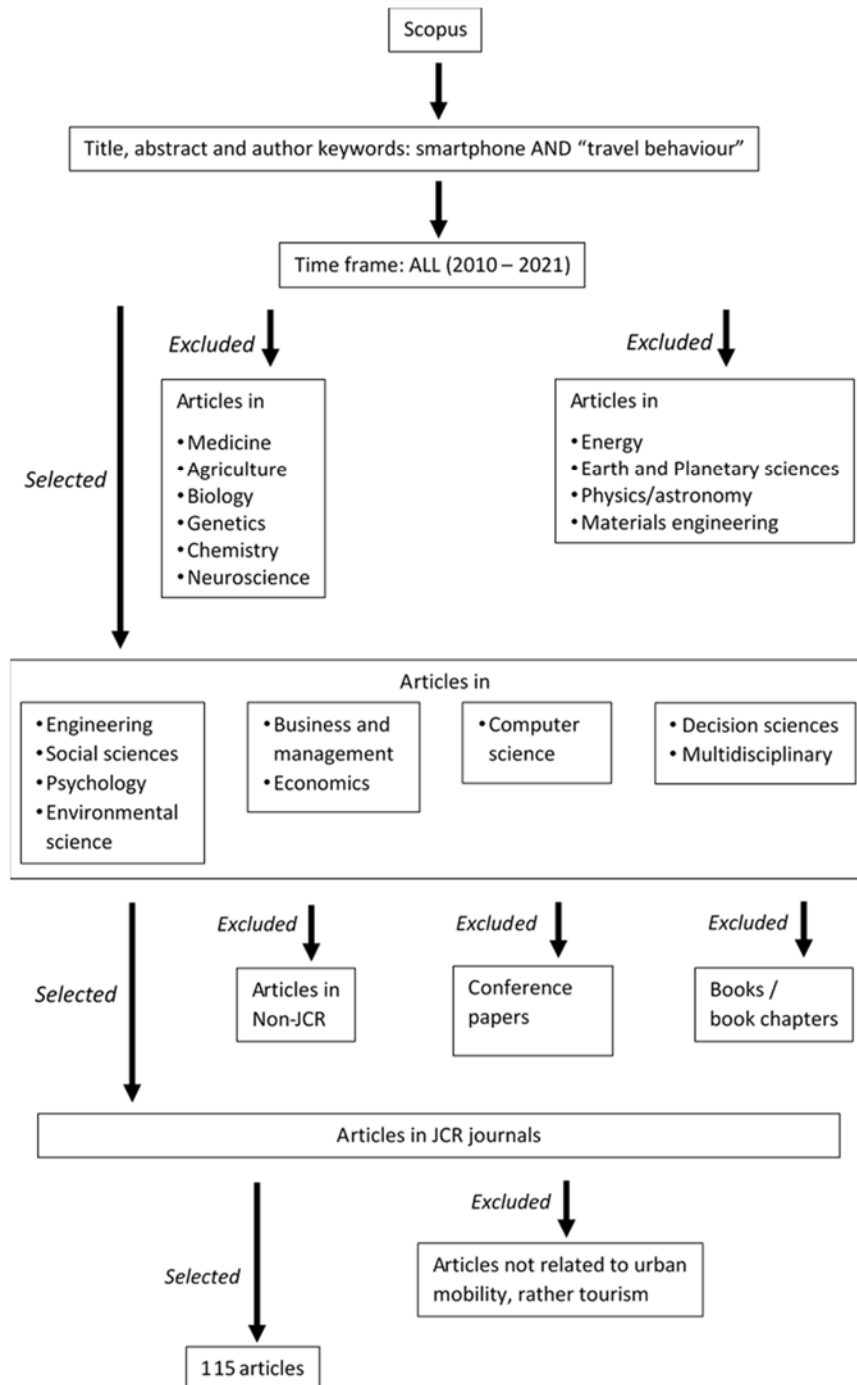 Scopus
Title, abstract and author keywords: smartphone AND “travel behaviour”
Time frame: ALL (2010 – 2021)
Excluded
Excluded
Selected
Articles in
• Medicine
• Agriculture
• Biology
• Genetics
• Chemistry
• Neuroscience
Articles in
• Energy
• Earth and Planetary sciences
• Physics/astronomy
• Materials engineering
Articles in
• Engineering
• Social sciences
• Psychology
• Environmental
science
• Business and
management
• Economics
• Computer
science
• Decision sciences
• Multidisciplinary
Selected
Excluded
Excluded
Excluded
Articles in
Non-JCR
Conference
papers
Books /
book chapters
Articles in JCR journals
Selected
Excluded
Articles not related to urban
mobility, rather tourism
115 articles